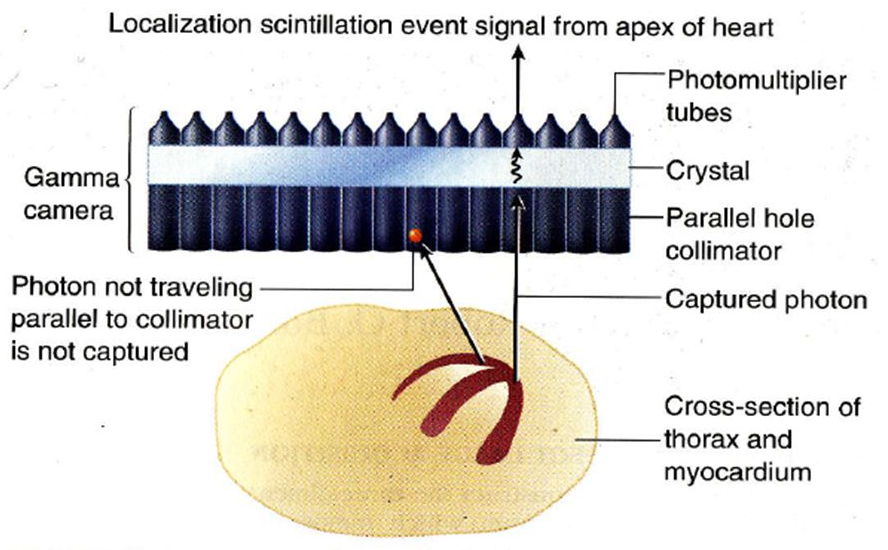 Localization scintillation event signal from apex of heart
Photomultiplier
tubes
Crystal
Gamma
camera
Parallel hole
collimator
Photon not traveling
parallel to collimator
is not captured
Captured photon
Cross-section of
thorax and
myocardium